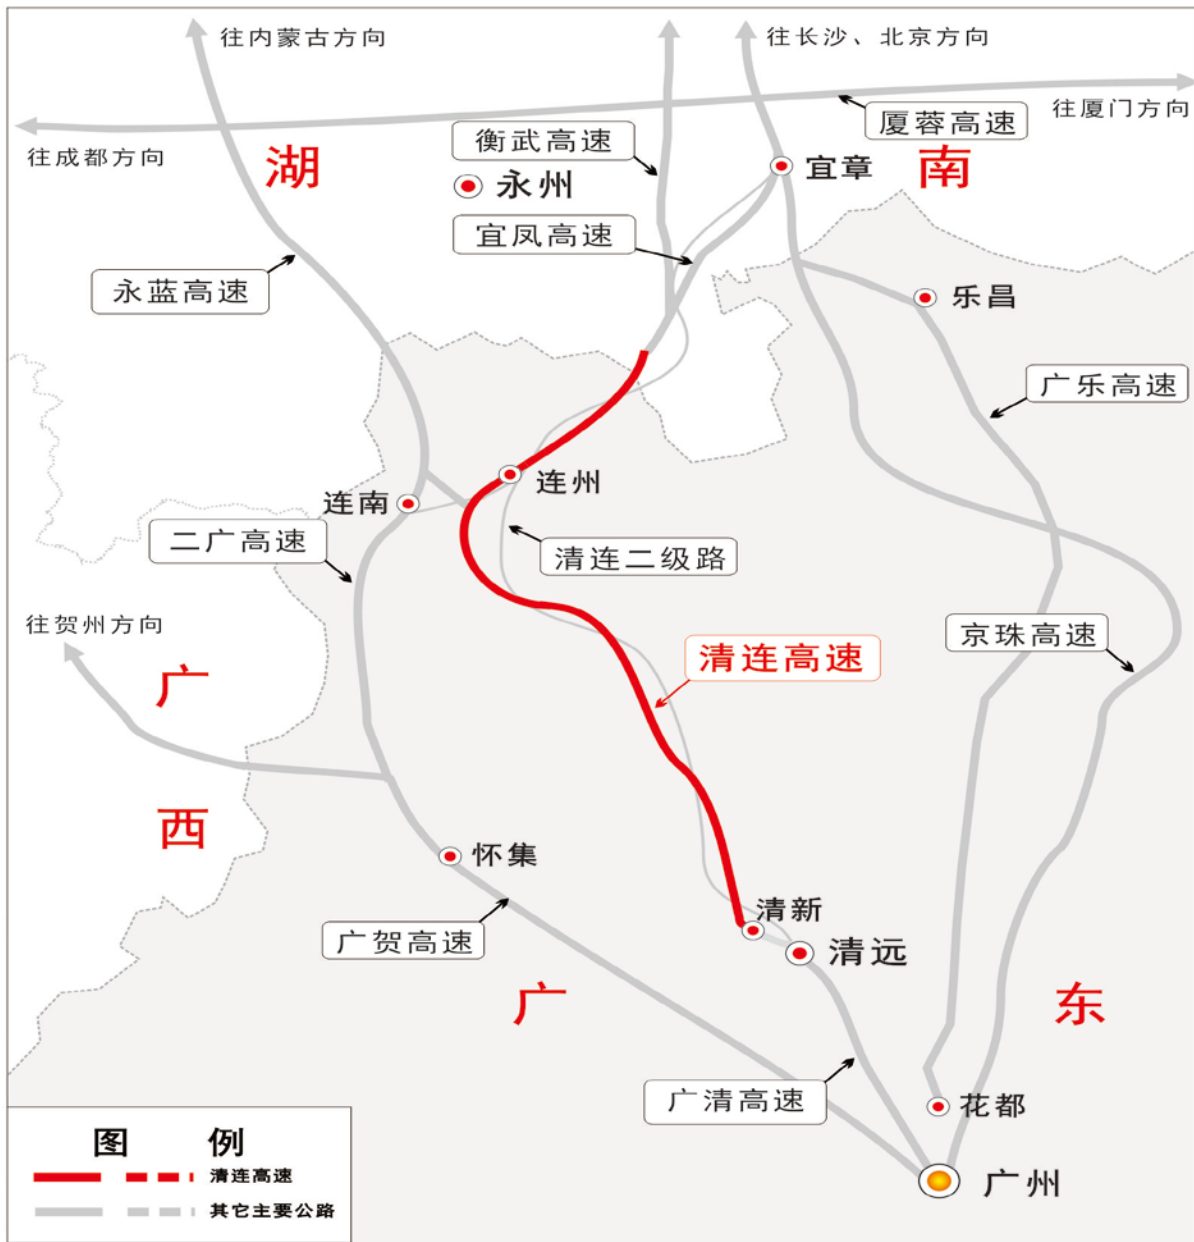 往内蒙古方向
往长沙、北京方向
厦蓉高速
往厦门方向
往成都方向
衡武高速
湖
南
宜章
永州
宜凤高速
永蓝高速
乐昌
广乐高速
连州
连南
二广高速
清连二级路
往贺州方向
京珠高速
清连高速
广
西
怀集
清新
广贺高速
清远
广
东
广清高速
花都
广州
图 例
清连高速
其它主要公路